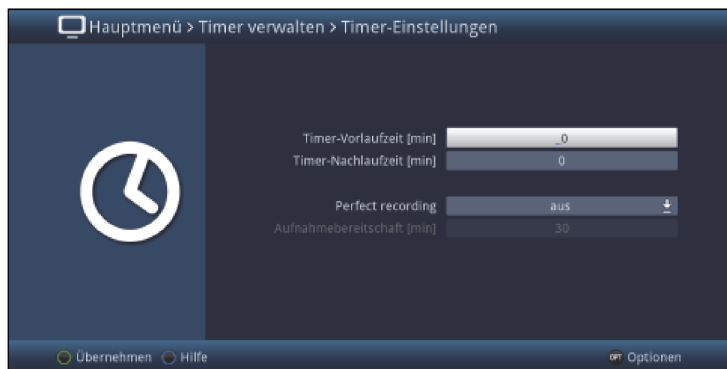 Hauptmenü > Timer verwalten > Timer-Einstellungen
Timer-Vorlaufzeit [min] _0
Timer-Nachlaufzeit [min] 0
Perfect recording aus
Aufnahmebereitschaft [min] 30
Übernehmen Hilfe OPT Optionen